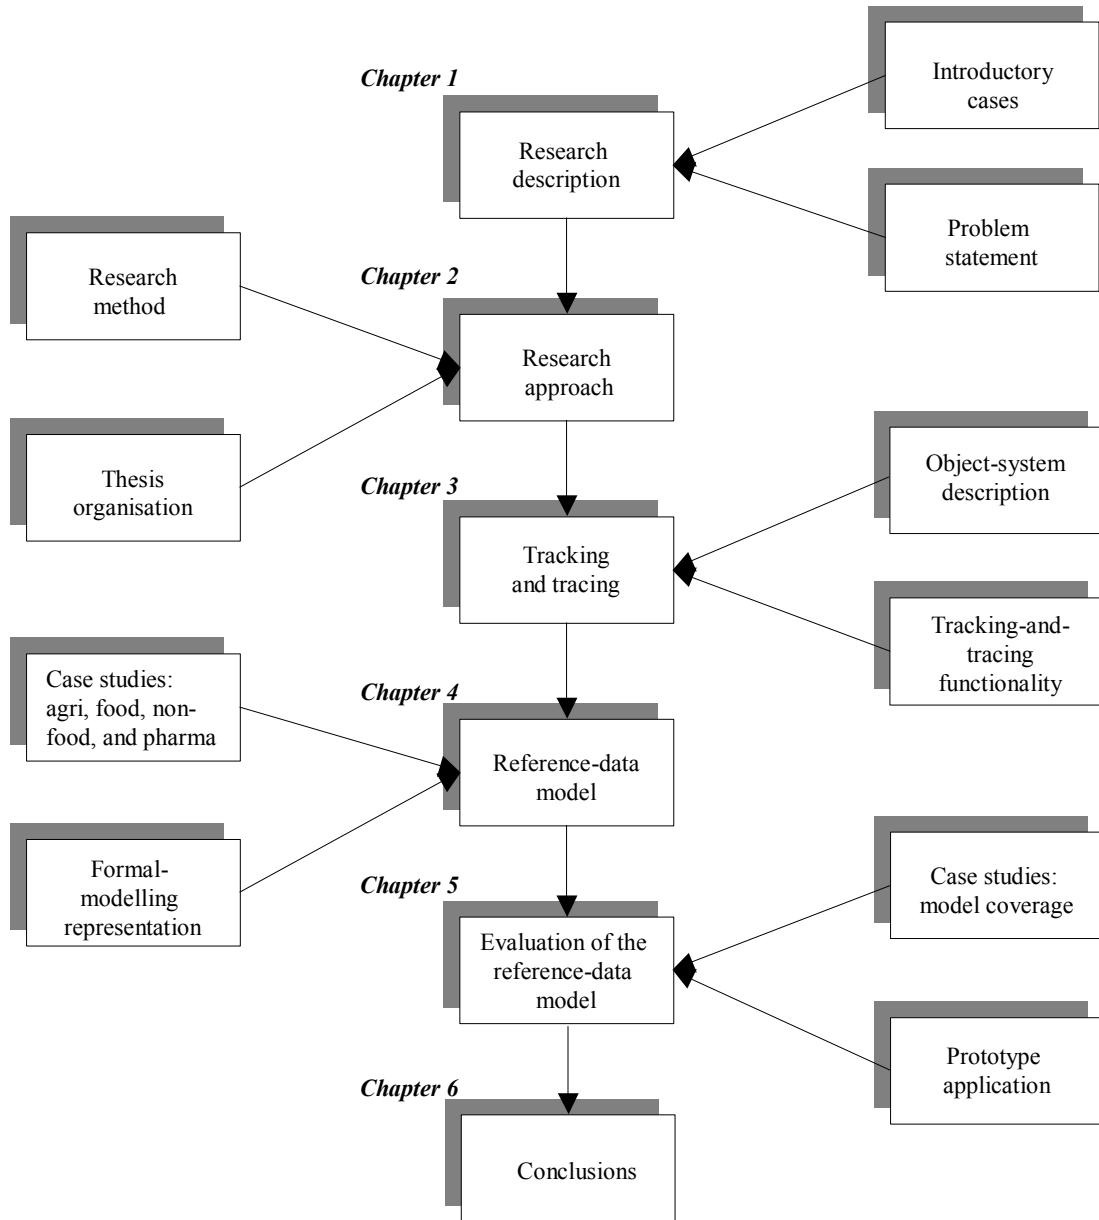 Chapter 1
Introductory
cases
Research
description
Problem
statement
Chapter 2
Research
method
Research
approach
Thesis
organisation
Chapter 3
Object-system
description
Tracking
and tracing
Tracking-and-
tracing
functionality
Chapter 4
Case studies:
agri, food, non-
food, and pharma
Reference-data
model
Formal-
modelling
representation
Chapter 5
Case studies:
model coverage
Evaluation of the
reference-data
model
Prototype
application
Chapter 6
Conclusions